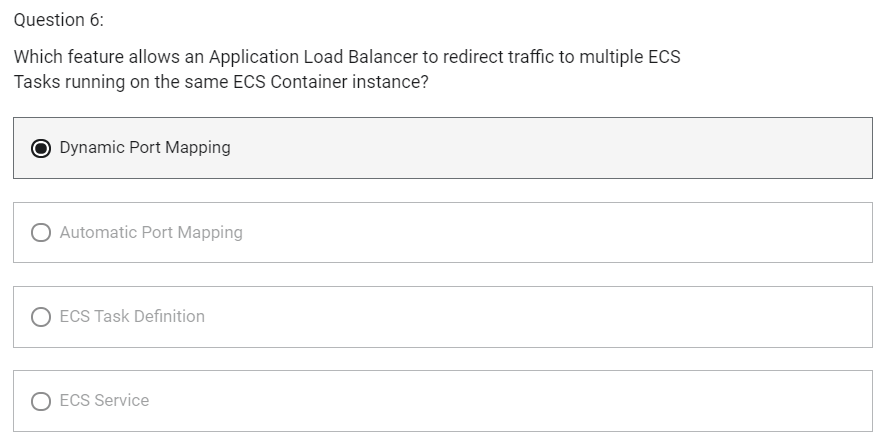 Question 6:
Which feature allows an Application Load Balancer to redirect traffic to multiple ECS
Tasks running on the same ECS Container instance?
Dynamic Port Mapping
Automatic Port Mapping
ECS Task Definition
ECS Service